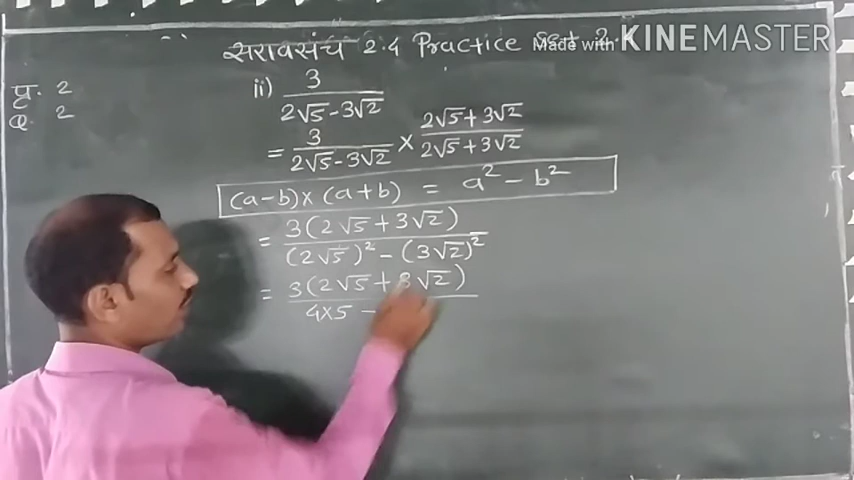 सरावसंच 2.4 Practice Set 2.
Made with KINEMASTER
प्र. 2
Q. 2
ii) 3 / 2√5 - 3√2
= 3 / 2√5 - 3√2 × 2√5 + 3√2 / 2√5 + 3√2
(a-b)×(a+b) = a² - b²
= 3(2√5 + 3√2) / (2√5)² - (3√2)²
= 3(2√5 + 3√2) / 4×5 -